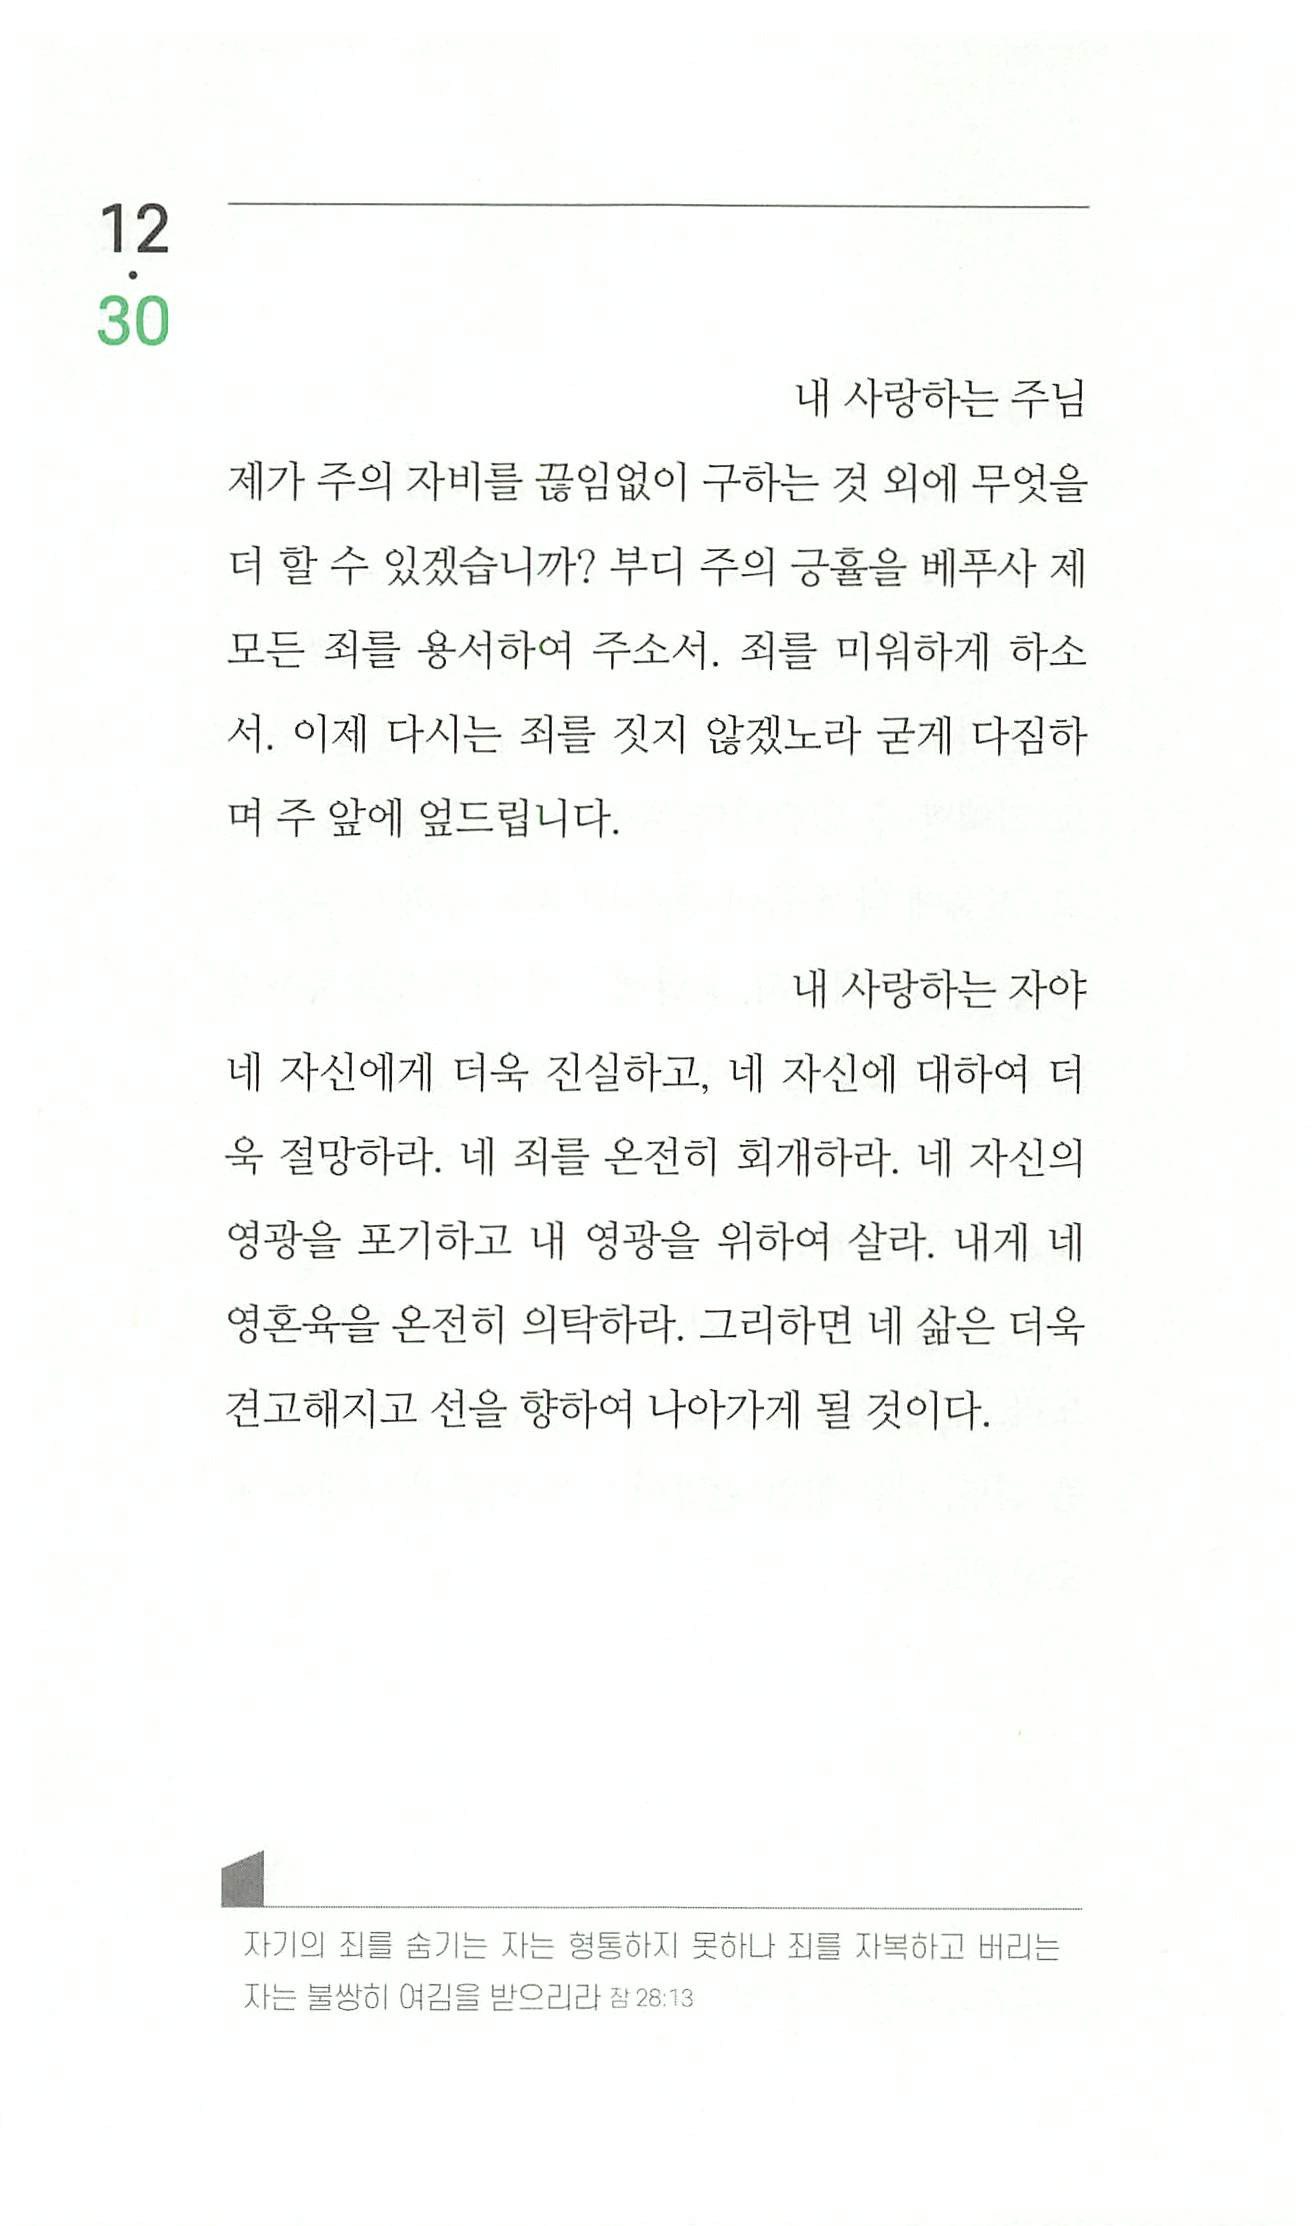 12
.
30
내 사랑하는 주님
제가 주의 자비를 끊임없이 구하는 것 외에 무엇을
더 할 수 있겠습니까? 부디 주의 긍휼을 베푸사 제
모든 죄를 용서하여 주소서. 죄를 미워하게 하소
서. 이제 다시는 죄를 짓지 않겠노라 굳게 다짐하
며 주 앞에 엎드립니다.
내 사랑하는 자야
네 자신에게 더욱 진실하고, 네 자신에 대하여 더
욱 절망하라. 네 죄를 온전히 회개하라. 네 자신의
영광을 포기하고 내 영광을 위하여 살라. 내게 네
영혼육을 온전히 의탁하라. 그리하면 네 삶은 더욱
견고해지고 선을 향하여 나아가게 될 것이다.
자기의 죄를 숨기는 자는 형통하지 못하나 죄를 자복하고 버리는
자는 불쌍히 여김을 받으리라 잠 28:13